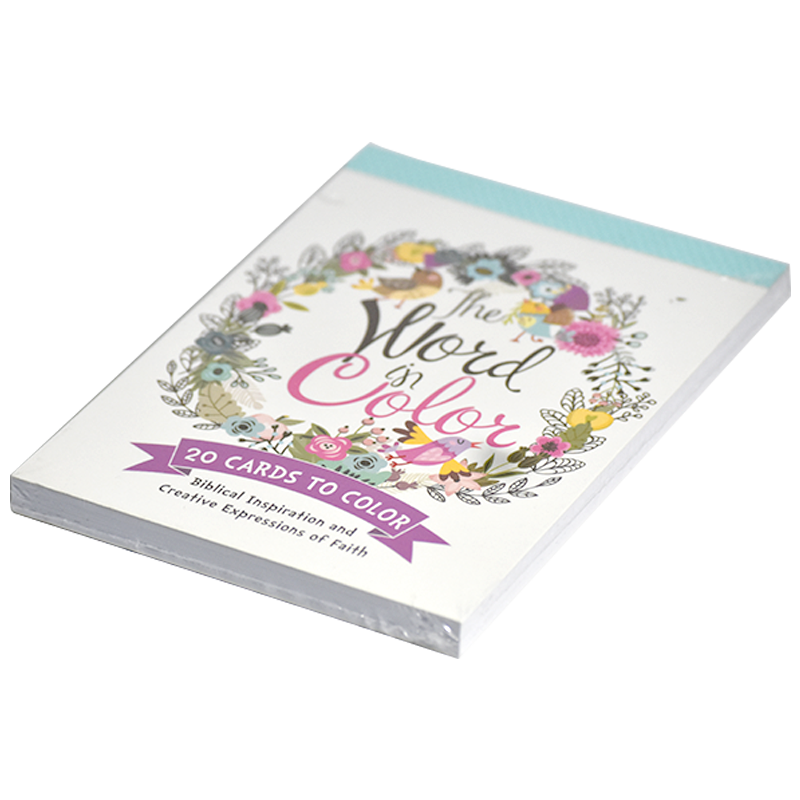 The
Word
in
Color
20 CARDS TO COLOR
Biblical Inspiration and
Creative Expressions of Faith